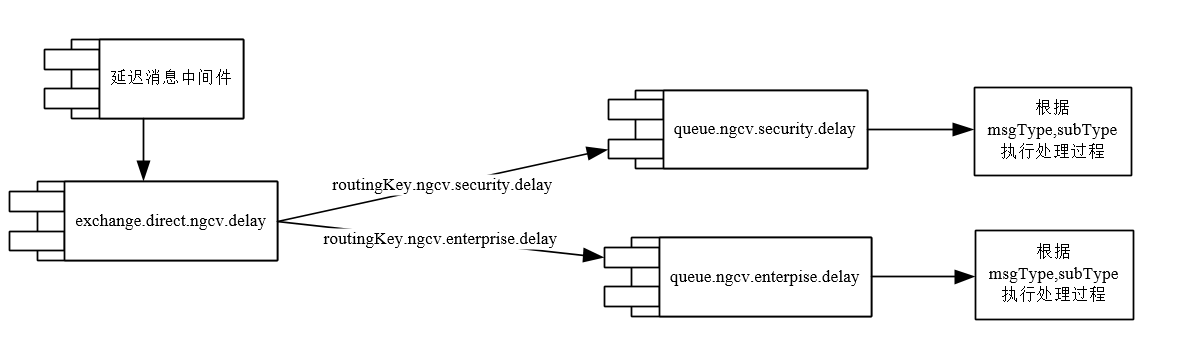 延迟消息中间件
exchange.direct.ngcv.delay
routingKey.ngcv.security.delay
routingKey.ngcv.enterprise.delay
queue.ngcv.security.delay
根据
msgType,subType
执行处理过程
queue.ngcv.enterpise.delay
根据
msgType,subType
执行处理过程